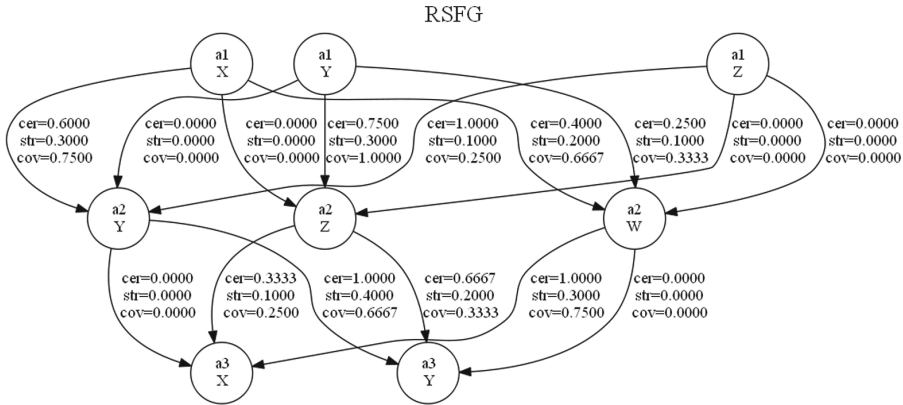 RSFG
a1
X
a1
Y
a1
Z
cer=0.6000
str=0.3000
cov=0.7500
cer=0.0000
str=0.0000
cov=0.0000
cer=0.0000
str=0.0000
cov=0.0000
cer=0.7500
str=0.3000
cov=1.0000
cer=1.0000
str=0.1000
cov=0.2500
cer=0.4000
str=0.2000
cov=0.6667
cer=0.2500
str=0.1000
cov=0.3333
cer=0.0000
str=0.0000
cov=0.0000
cer=0.0000
str=0.0000
cov=0.0000
a2
Y
a2
Z
a2
W
cer=0.0000
str=0.0000
cov=0.0000
cer=0.3333
str=0.1000
cov=0.2500
cer=1.0000
str=0.4000
cov=0.6667
cer=0.6667
str=0.2000
cov=0.3333
cer=1.0000
str=0.3000
cov=0.7500
cer=0.0000
str=0.0000
cov=0.0000
a3
X
a3
Y